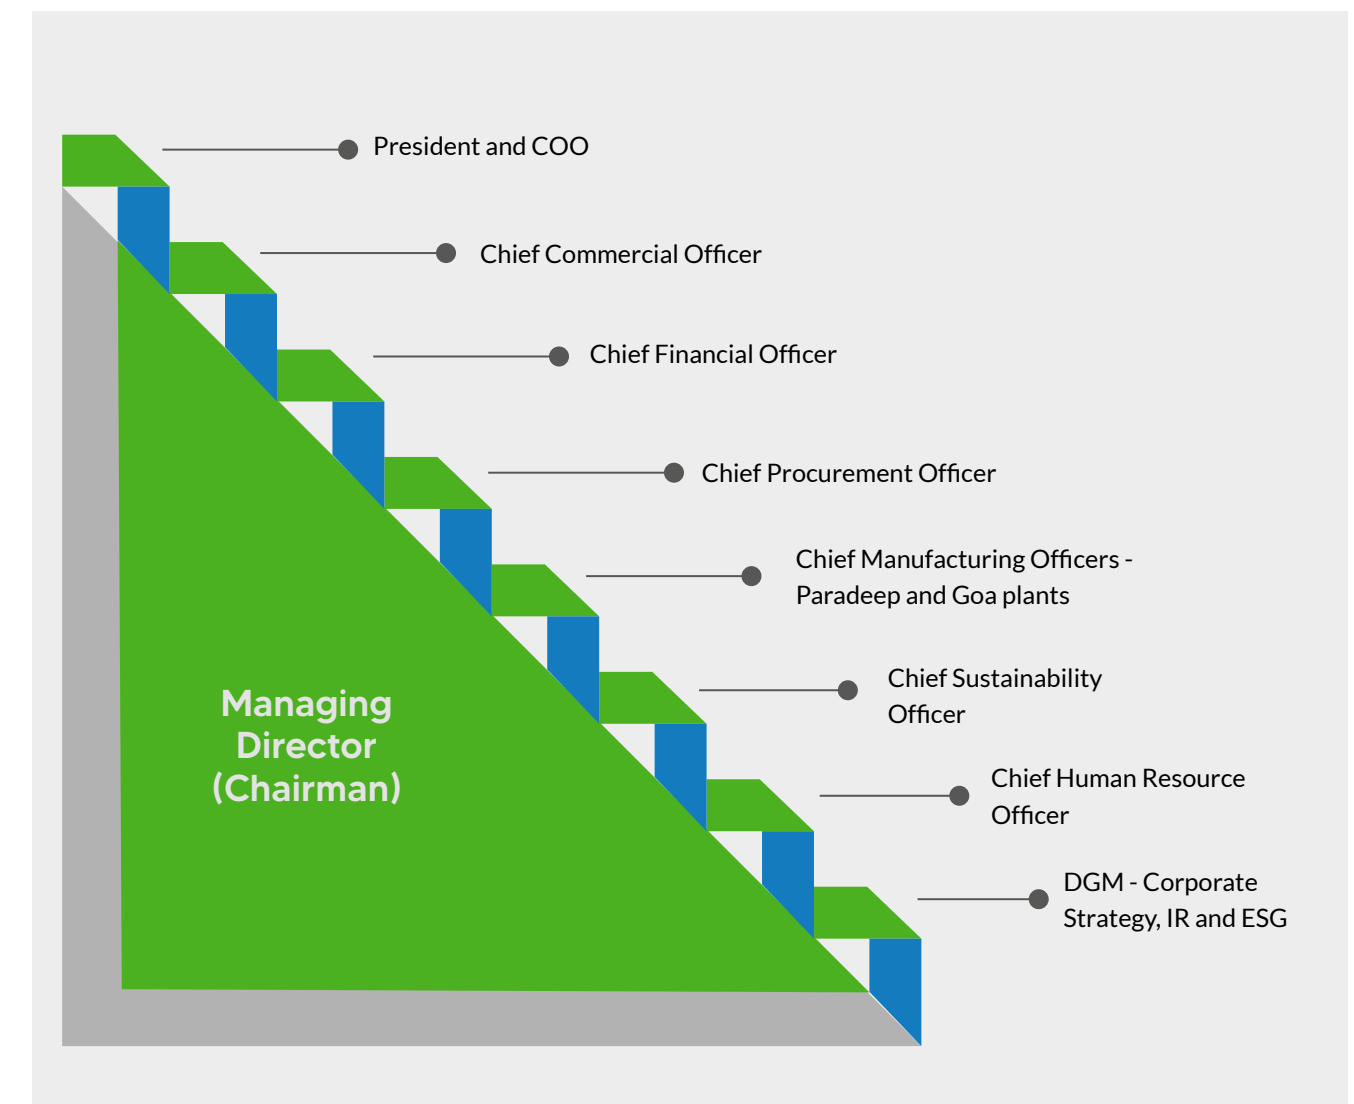 President and COO
Chief Commercial Officer
Chief Financial Officer
Chief Procurement Officer
Chief Manufacturing Officers -
Paradeep and Goa plants
Chief Sustainability
Officer
Managing
Director
(Chairman)
Chief Human Resource
Officer
DGM - Corporate
Strategy, IR and ESG